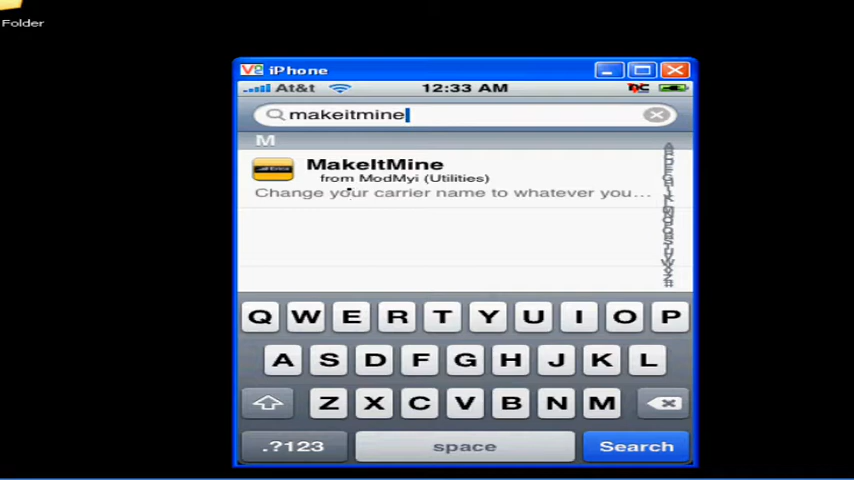 Folder
V2 iPhone
At&t 12:33 AM
makeitmine
M
MakeItMine
from ModMyi (Utilities)
Change your carrier name to whatever you...
Q W E R T Y U I O P
A S D F G H J K L
Z X C V B N M
.?123 space Search